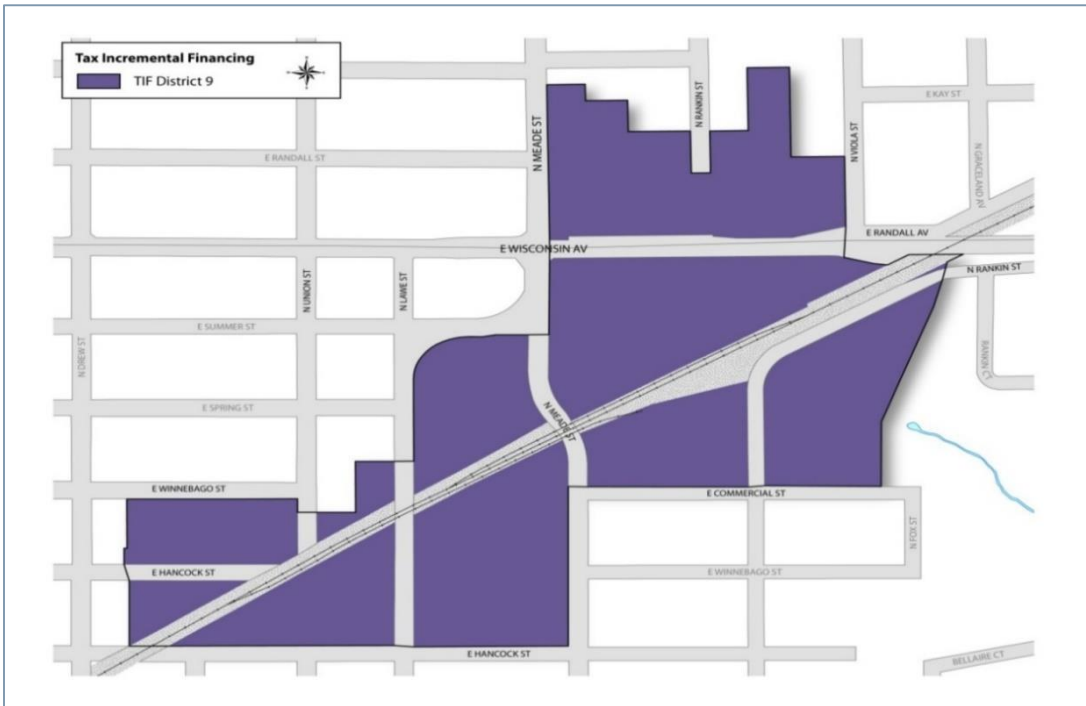 Tax Incremental Financing
TIF District 9
E KAY ST
N RANKIN ST
N MEADE ST
N VIOLA ST
N GRACELAND AV
E RANDALL ST
E RANDALL AV
E WISCONSIN AV
N RANKIN ST
N UNION ST
N LAWE ST
E SUMMER ST
N DREW ST
RANKIN CT
E SPRING ST
N MEADE ST
E WINNEBAGO ST
E COMMERCIAL ST
N FOX ST
E HANCOCK ST
E WINNEBAGO ST
E HANCOCK ST
BELLAIRE CT